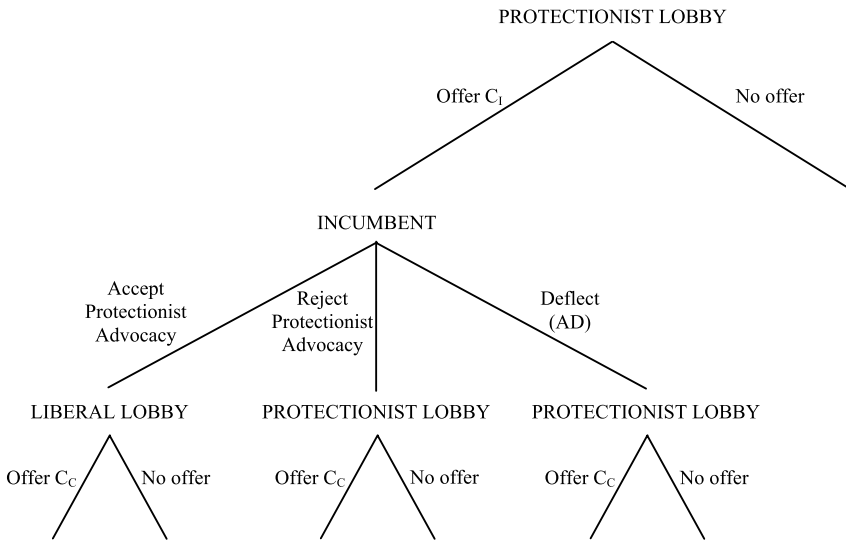 PROTECTIONIST LOBBY
Offer C_I
No offer
INCUMBENT
Accept
Protectionist
Advocacy
Reject
Protectionist
Advocacy
Deflect
(AD)
LIBERAL LOBBY
PROTECTIONIST LOBBY
PROTECTIONIST LOBBY
Offer C_C
No offer
Offer C_C
No offer
Offer C_C
No offer